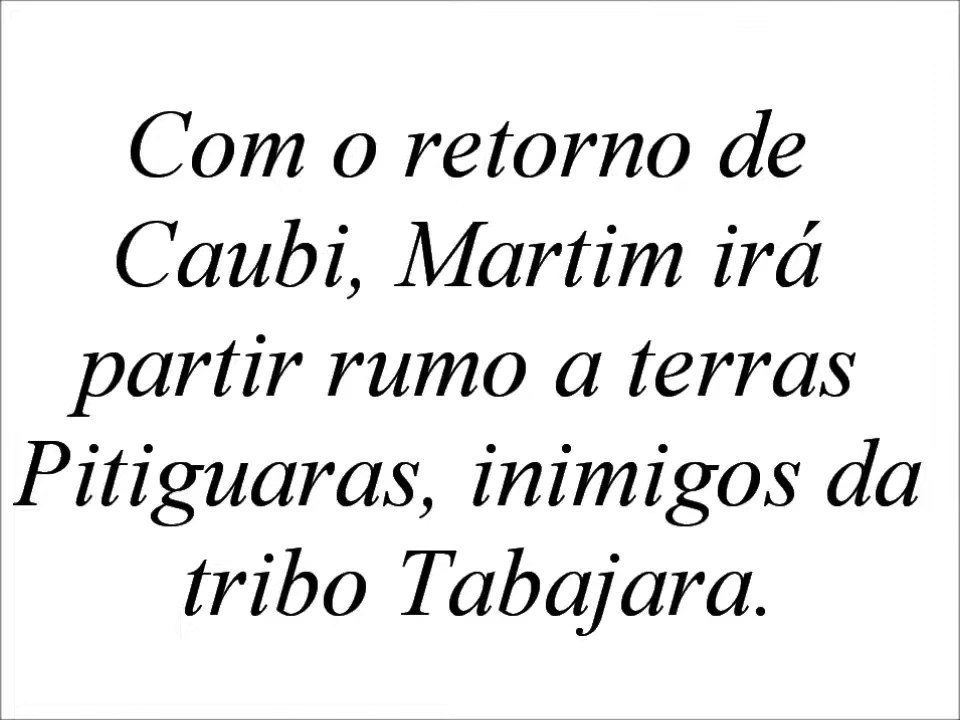 Com o retorno de
Caubi, Martim irá
partir rumo a terras
Pitiguaras, inimigos da
tribo Tabajara.